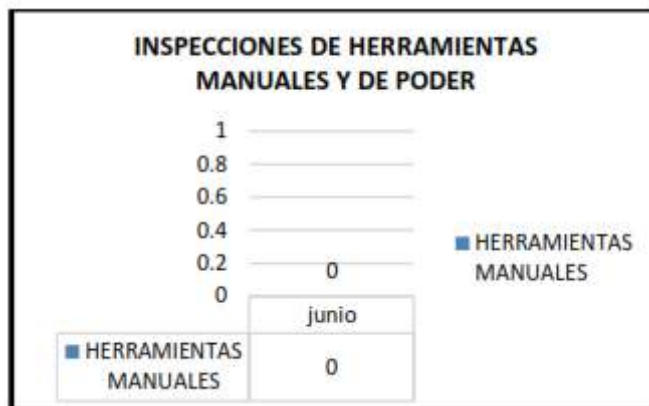 INSPECCIONES DE HERRAMIENTAS
MANUALES Y DE PODER
1
0.8
0.6
0.4
0.2
0
0
junio
HERRAMIENTAS
MANUALES
0
HERRAMIENTAS
MANUALES